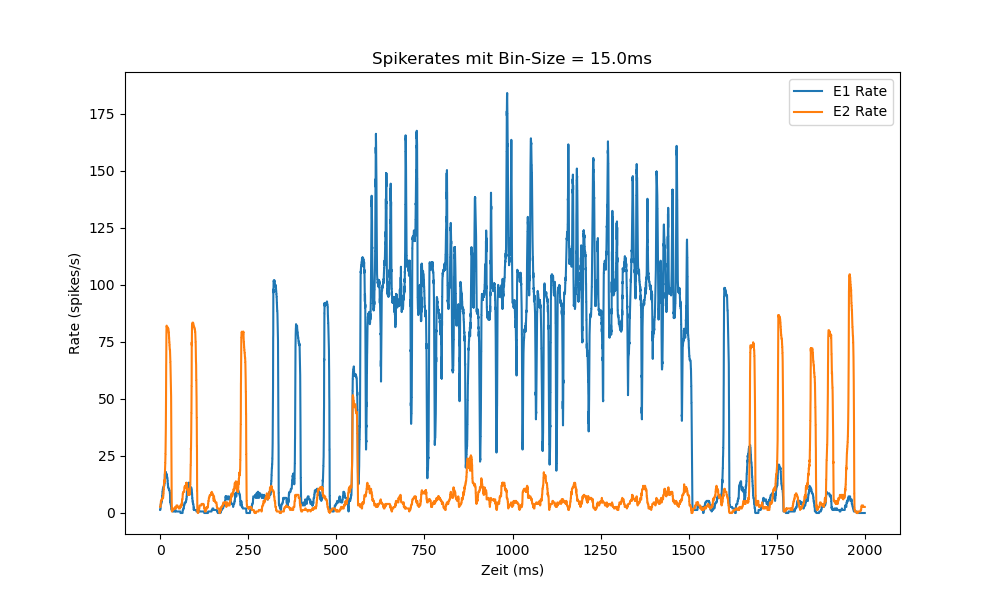 Spikerates mit Bin-Size = 15.0ms
E1 Rate
E2 Rate
175
150
125
100
75
50
25
0
Rate (spikes/s)
0 250 500 750 1000 1250 1500 1750 2000
Zeit (ms)